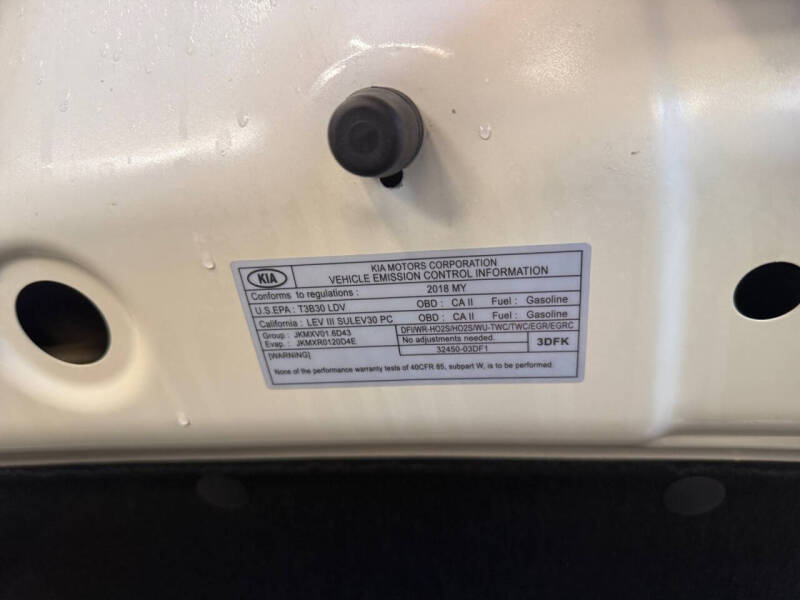 KIA
KIA MOTORS CORPORATION
VEHICLE EMISSION CONTROL INFORMATION
Conforms to regulations : 2018 MY
U.S.EPA : T3B30 LDV OBD : CA II Fuel : Gasoline
California : LEV III SULEV30 PC OBD : CA II Fuel : Gasoline
Group : JKMXV01.6D43 DFI/WR-HO2S/HO2S/WU-TWC/TWC/EGR/EGRC
Evap. : JKMXR0120D4E No adjustments needed. 3DFK
32450-03DF1
[WARNING]
None of the performance warranty tests of 40CFR 85, subpart W, is to be performed.